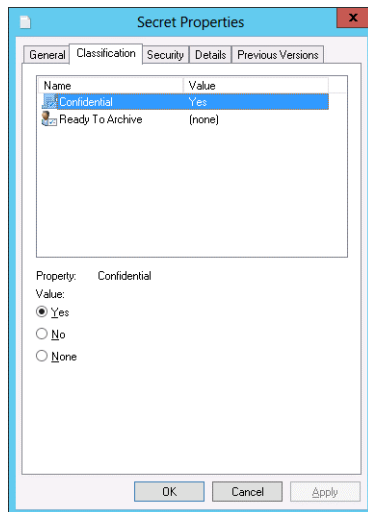 Secret Properties
x
General Classification Security Details Previous Versions
Name Value
Confidential Yes
Ready To Archive (none)
Property: Confidential
Value:
Yes
No
None
OK Cancel Apply